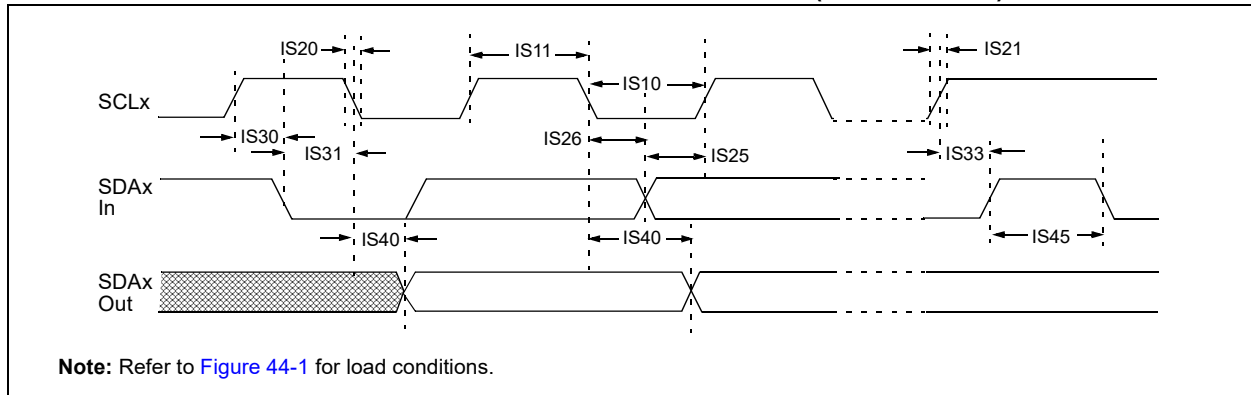 IS20
IS11
IS21
IS10
SCLx
IS30
IS26
IS31
IS25
IS33
SDAx
In
IS40
IS40
IS45
SDAx
Out
Note: Refer to Figure 44-1 for load conditions.